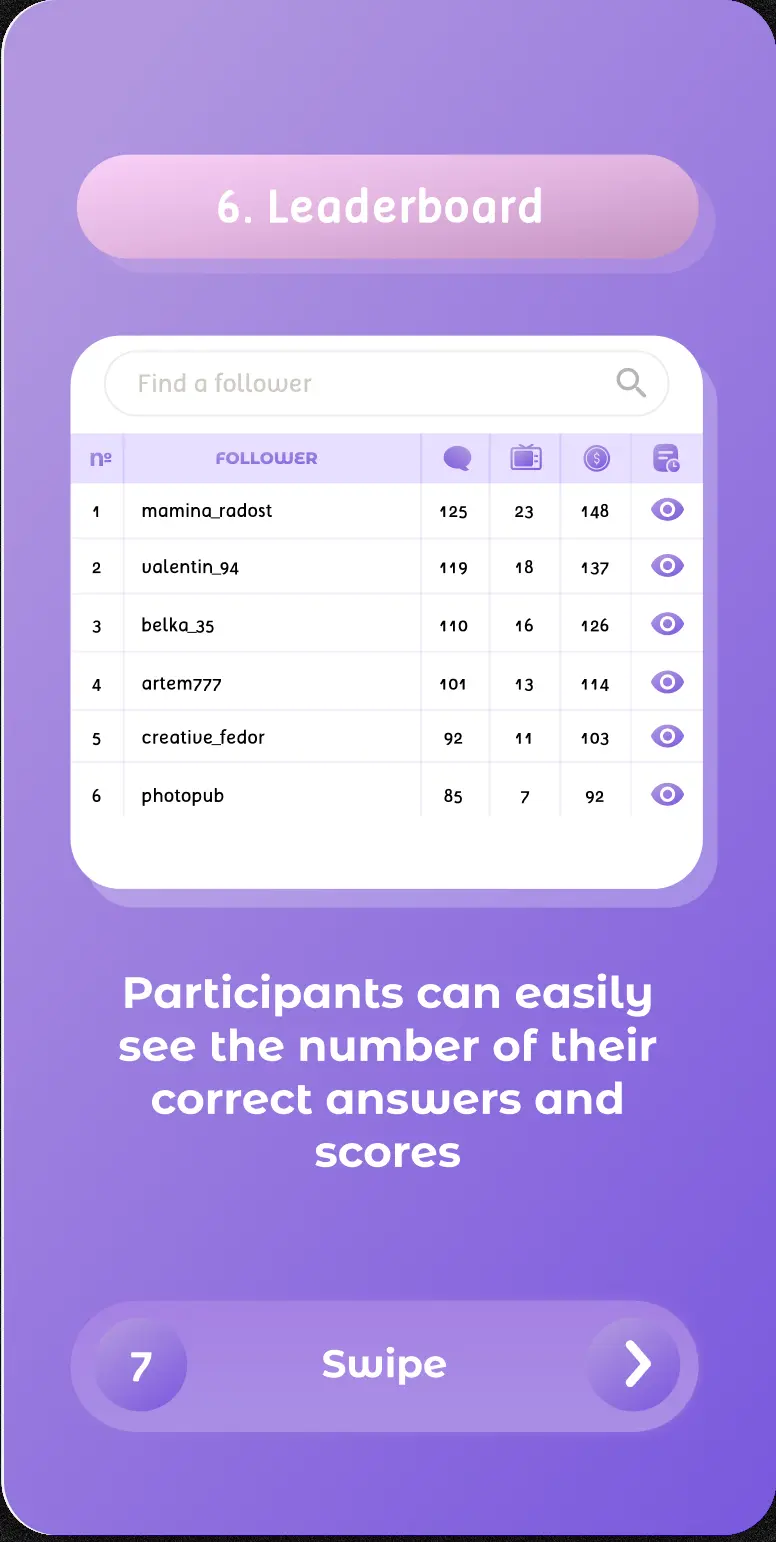 6. Leaderboard
Find a follower
nº FOLLOWER $
1 mamina_radost 125 23 148
2 valentin_94 119 18 137
3 belka_35 110 16 126
4 artem777 101 13 114
5 creative_fedor 92 11 103
6 photopub 85 7 92
Participants can easily
see the number of their
correct answers and
scores
7 Swipe